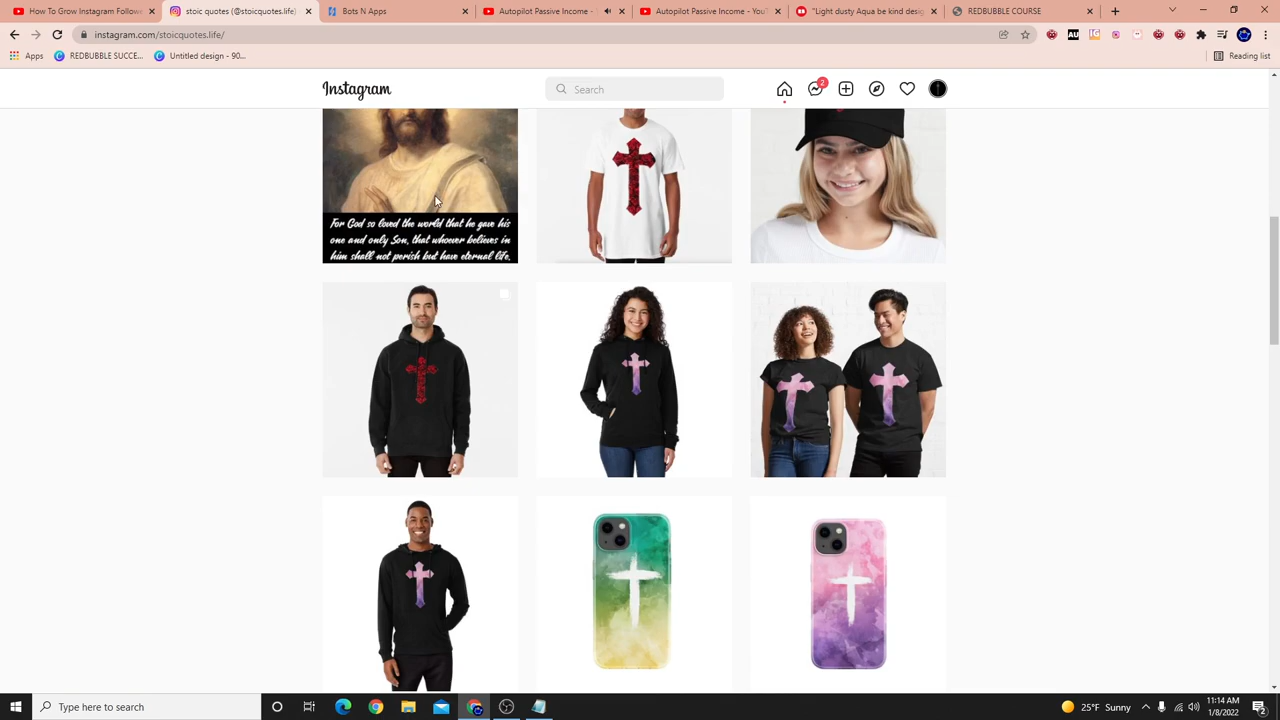 How To Grow Instagram Follow
stoic quotes (@stoicquotes.life)
Bots N Apps
Autopilot Passive Income -
Autopilot Passive Income - YouT
"Light dusty Aqua be kind desig
REDBUBBLE COURSE
instagram.com/stoicquotes.life/
Apps
REDBUBBLE SUCCE...
Untitled design - 90...
Reading list
Instagram
Search
2
For God so loved the world that he gave his
one and only Son, that whoever believes in
him shall not perish but have eternal life.
Type here to search
25°F Sunny
11:14 AM
1/8/2022
2